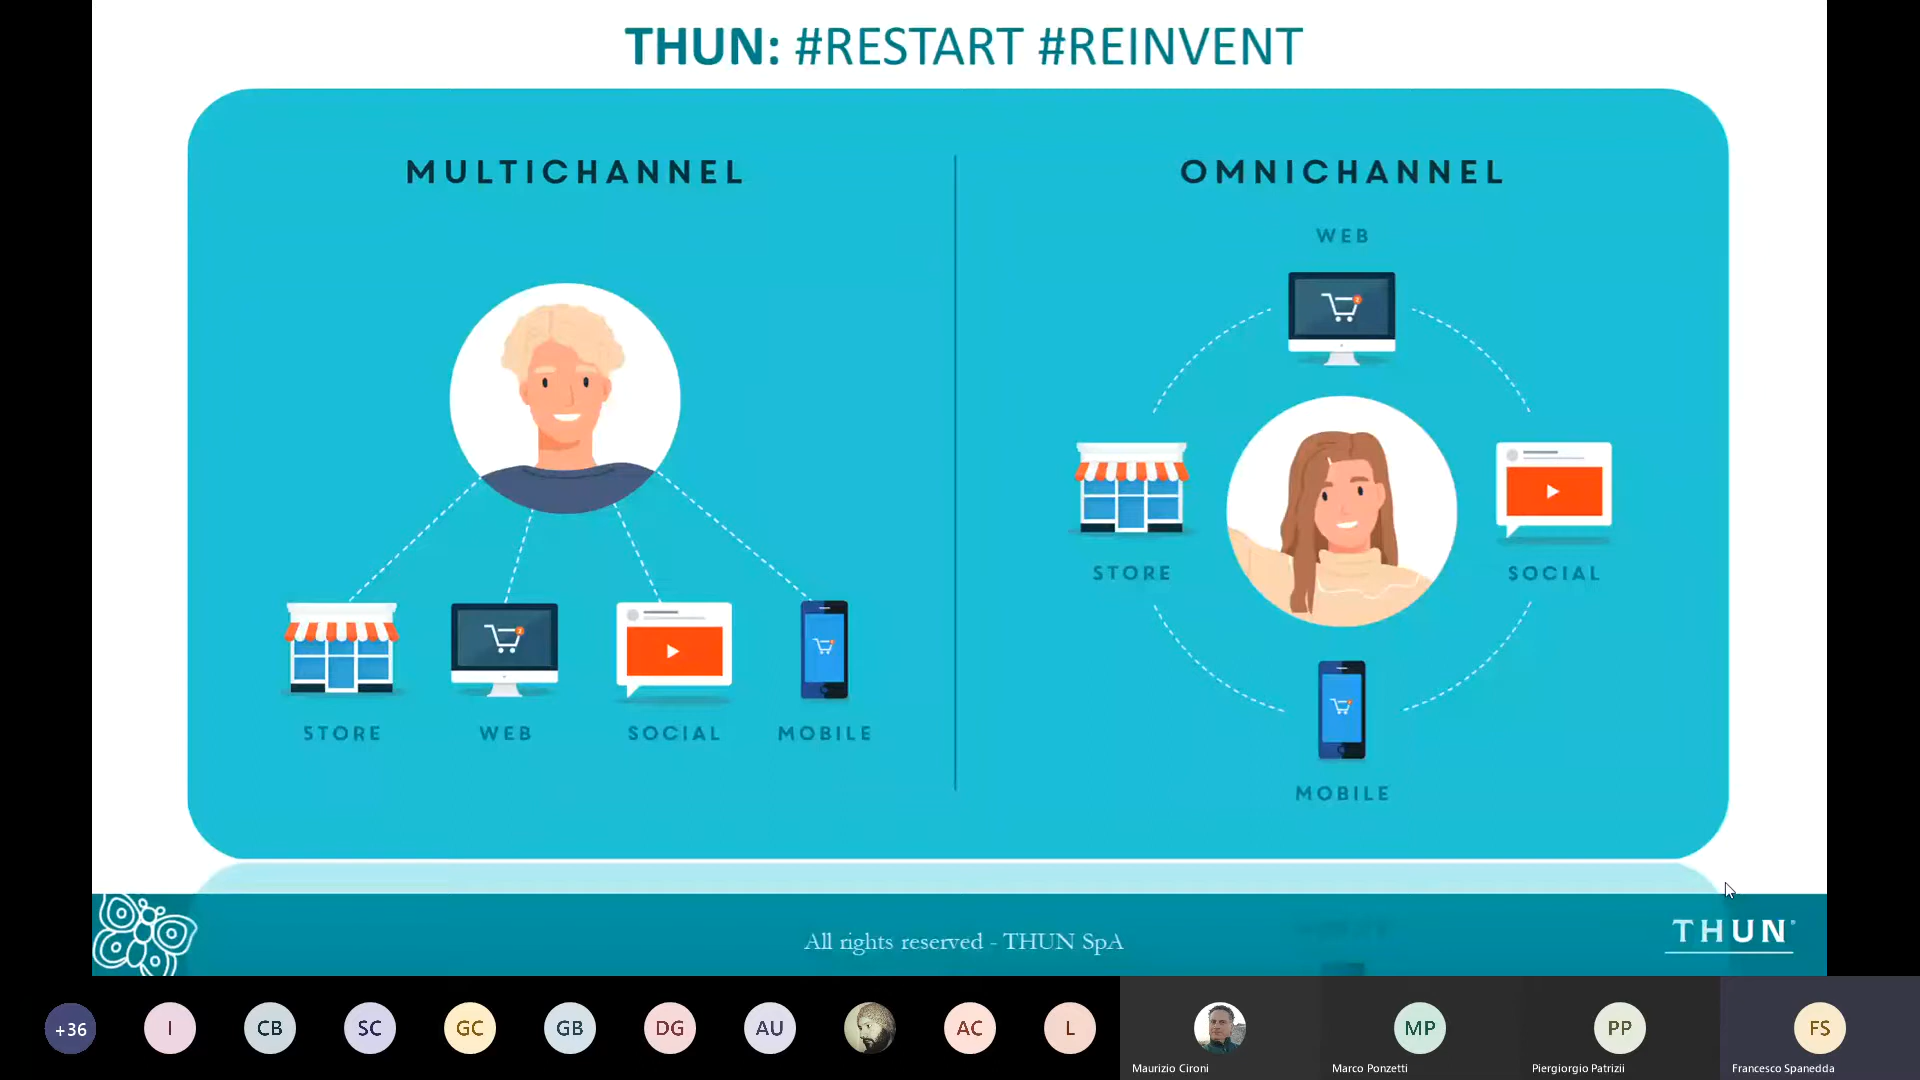 THUN: #RESTART #REINVENT
MULTICHANNEL
STORE WEB SOCIAL MOBILE
OMNICHANNEL
WEB
STORE
SOCIAL
MOBILE
All rights reserved - THUN SpA
THUN
+36 I CB SC GC GB DG AU AC L MP PP FS
Maurizio Cironi Marco Ponzetti Piergiorgio Patrizii Francesco Spanedda